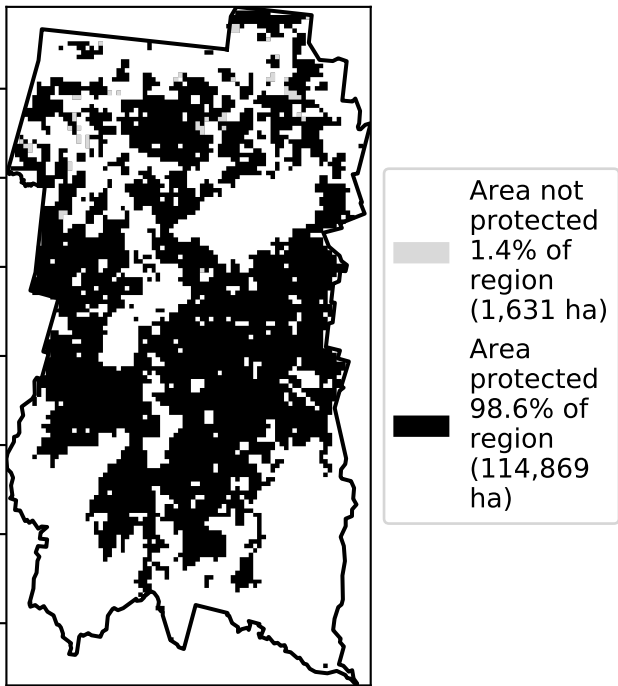 Area not
protected
1.4% of
region
(1,631 ha)
Area
protected
98.6% of
region
(114,869
ha)